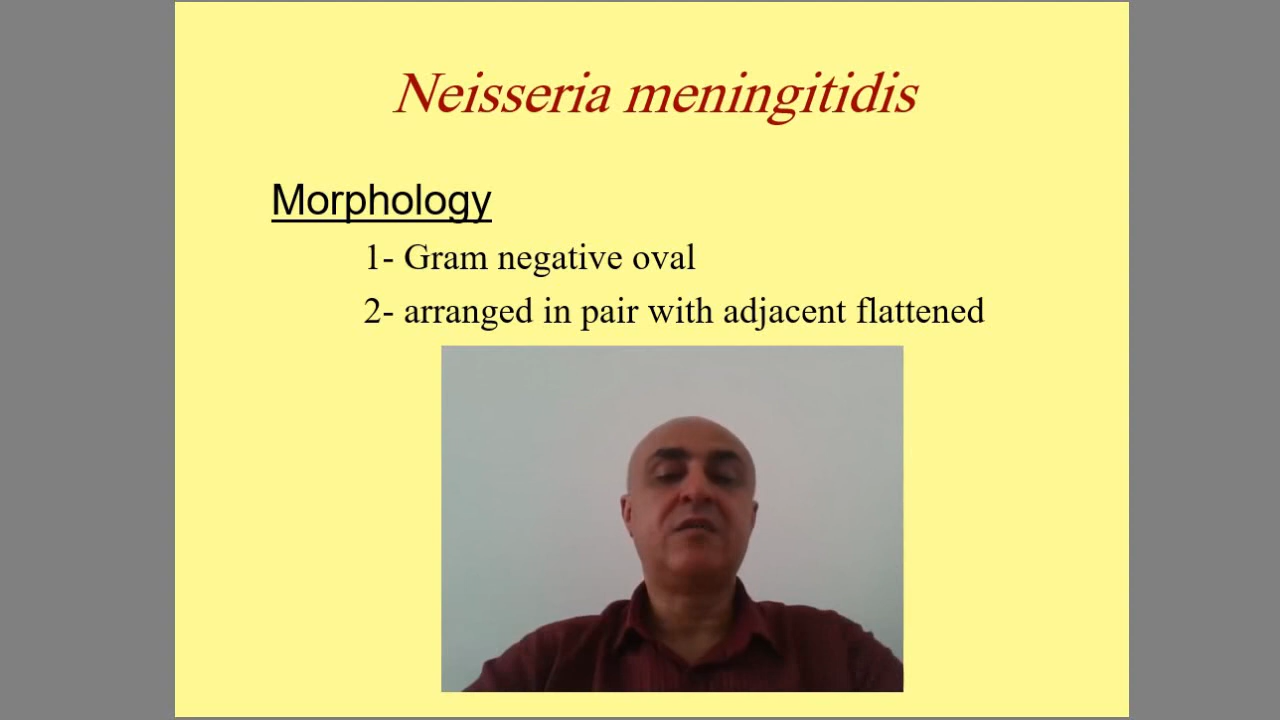 Neisseria meningitidis
Morphology
1- Gram negative oval
2- arranged in pair with adjacent flattened